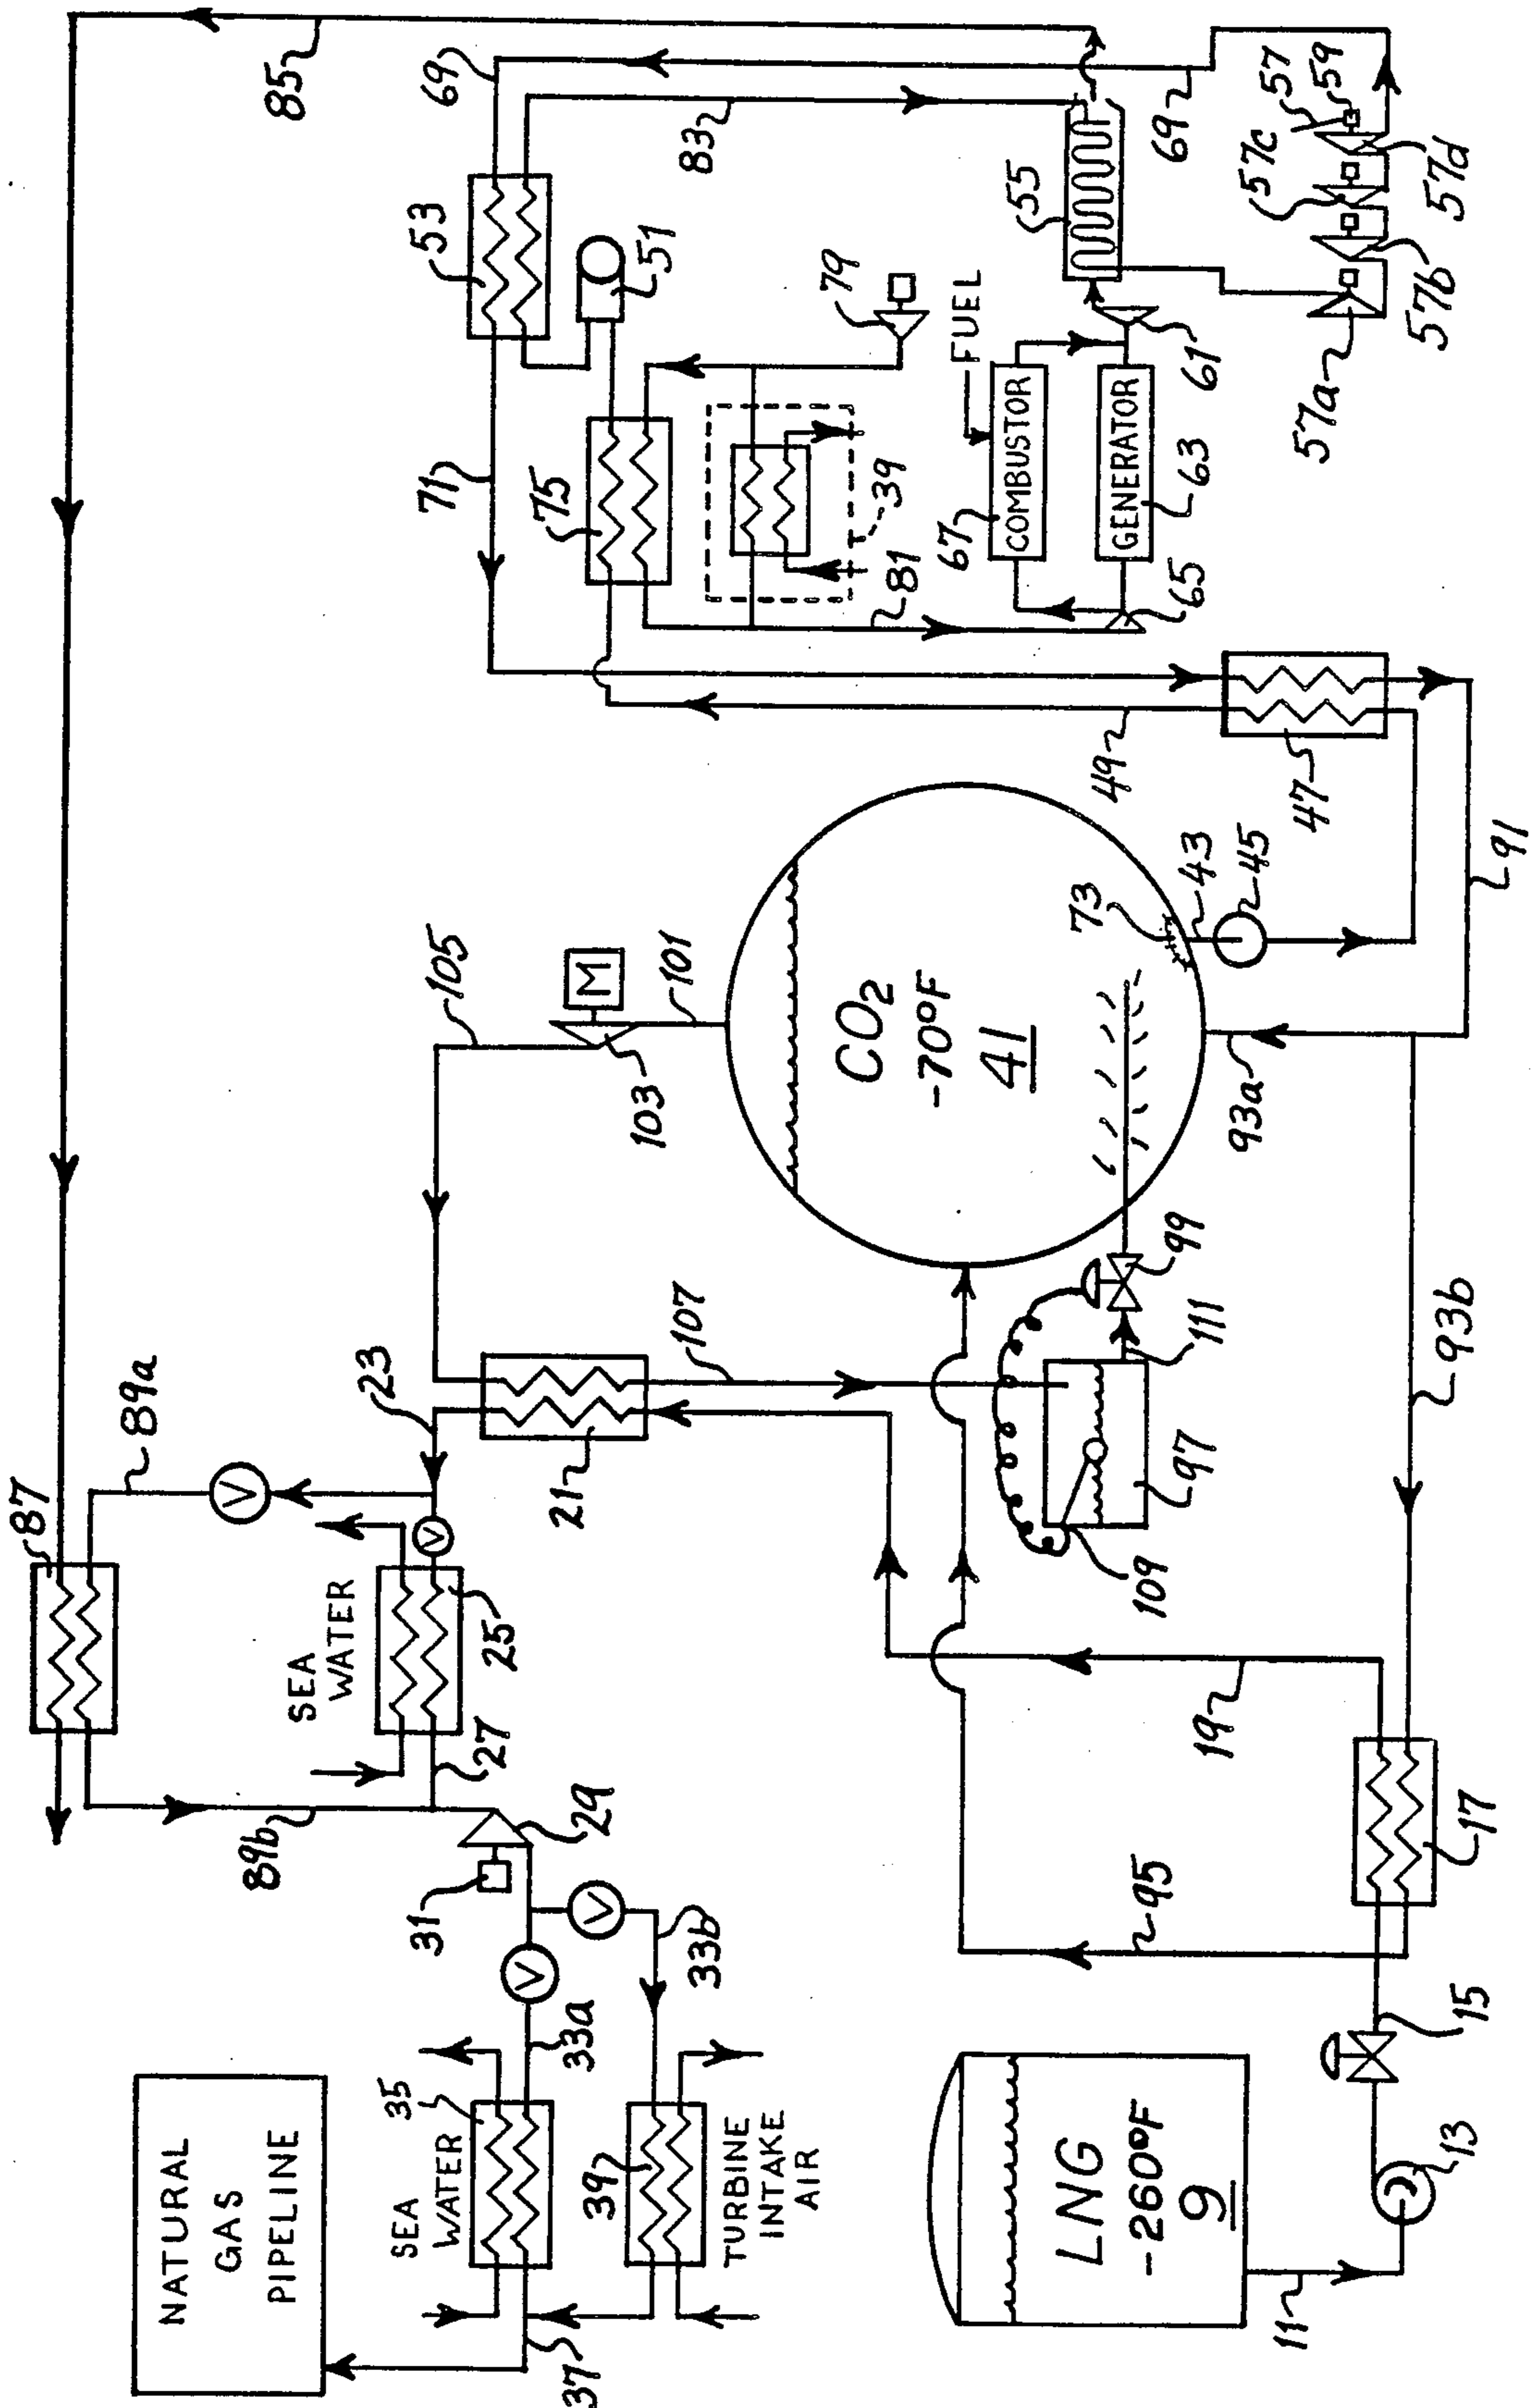 NATURAL
GAS
PIPELINE
87
89a
85
89b
SEA
WATER
25
27
23
105
71
69
53
31
29
35
SEA
WATER
33a
33b
37
39
TURBINE
INTAKE
AIR
21
107
103
M
101
75
51
83
79
39
81
FUEL
67
COMBUSTOR
GENERATOR
63
65
61
55
69
LNG
-260°F
9
11
13
15
17
19
95
109
97
111
99
CO2
-70°F
41
73
43
45
93a
93b
91
47
49
57a
57b
57c
57d
57
59
V
V
V
V